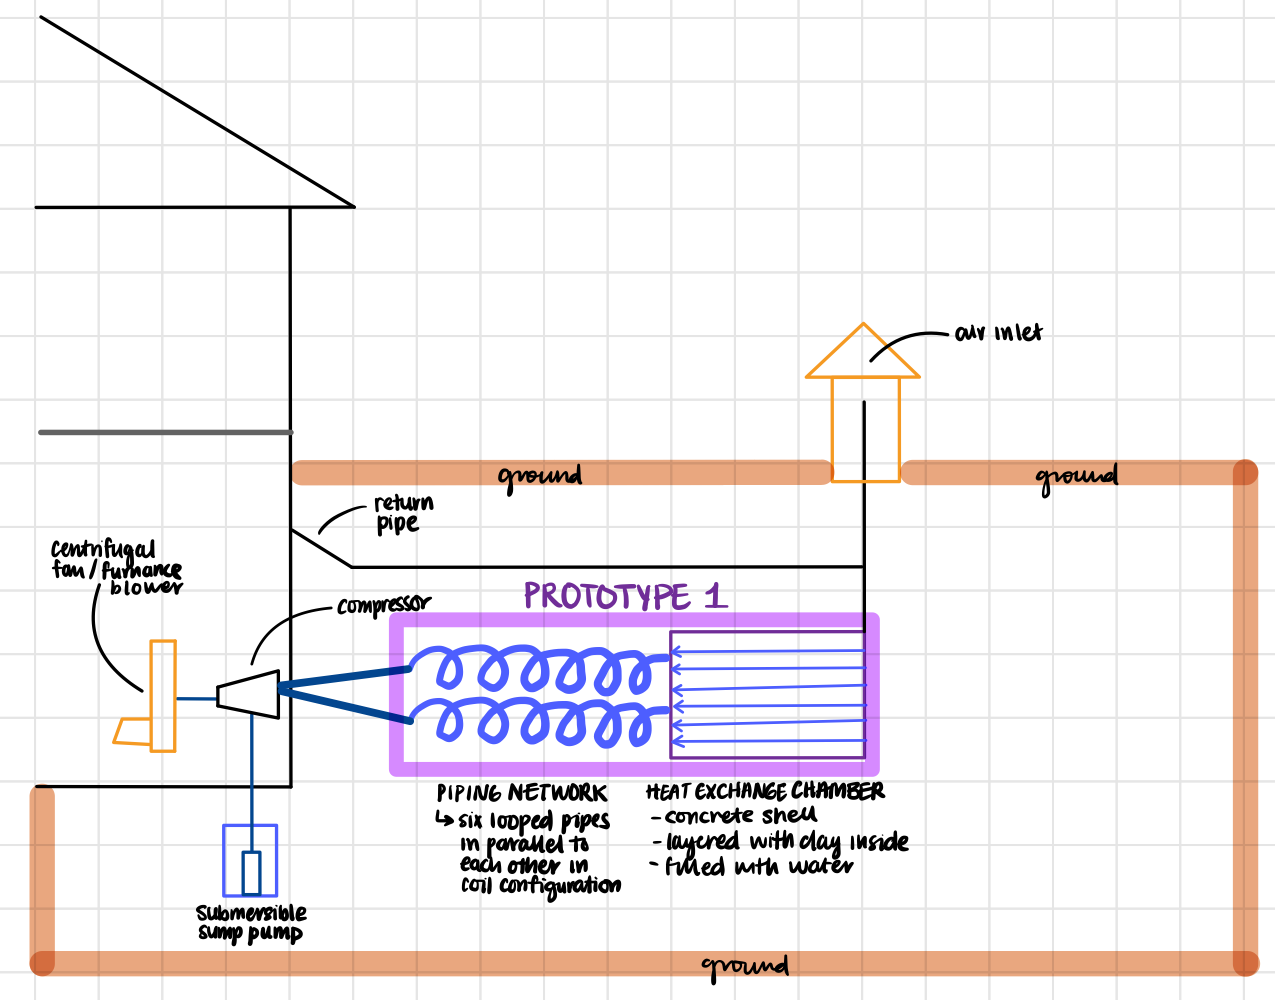 air inlet
ground
ground
return
pipe
centrifugal
fan/furnance
blower
compressor
PROTOTYPE 1
PIPING NETWORK
↳ six looped pipes
in parallel to
each other in
coil configuration
HEAT EXCHANGE CHAMBER
- concrete shell
- layered with clay inside
- filled with water
submersible
sump pump
ground